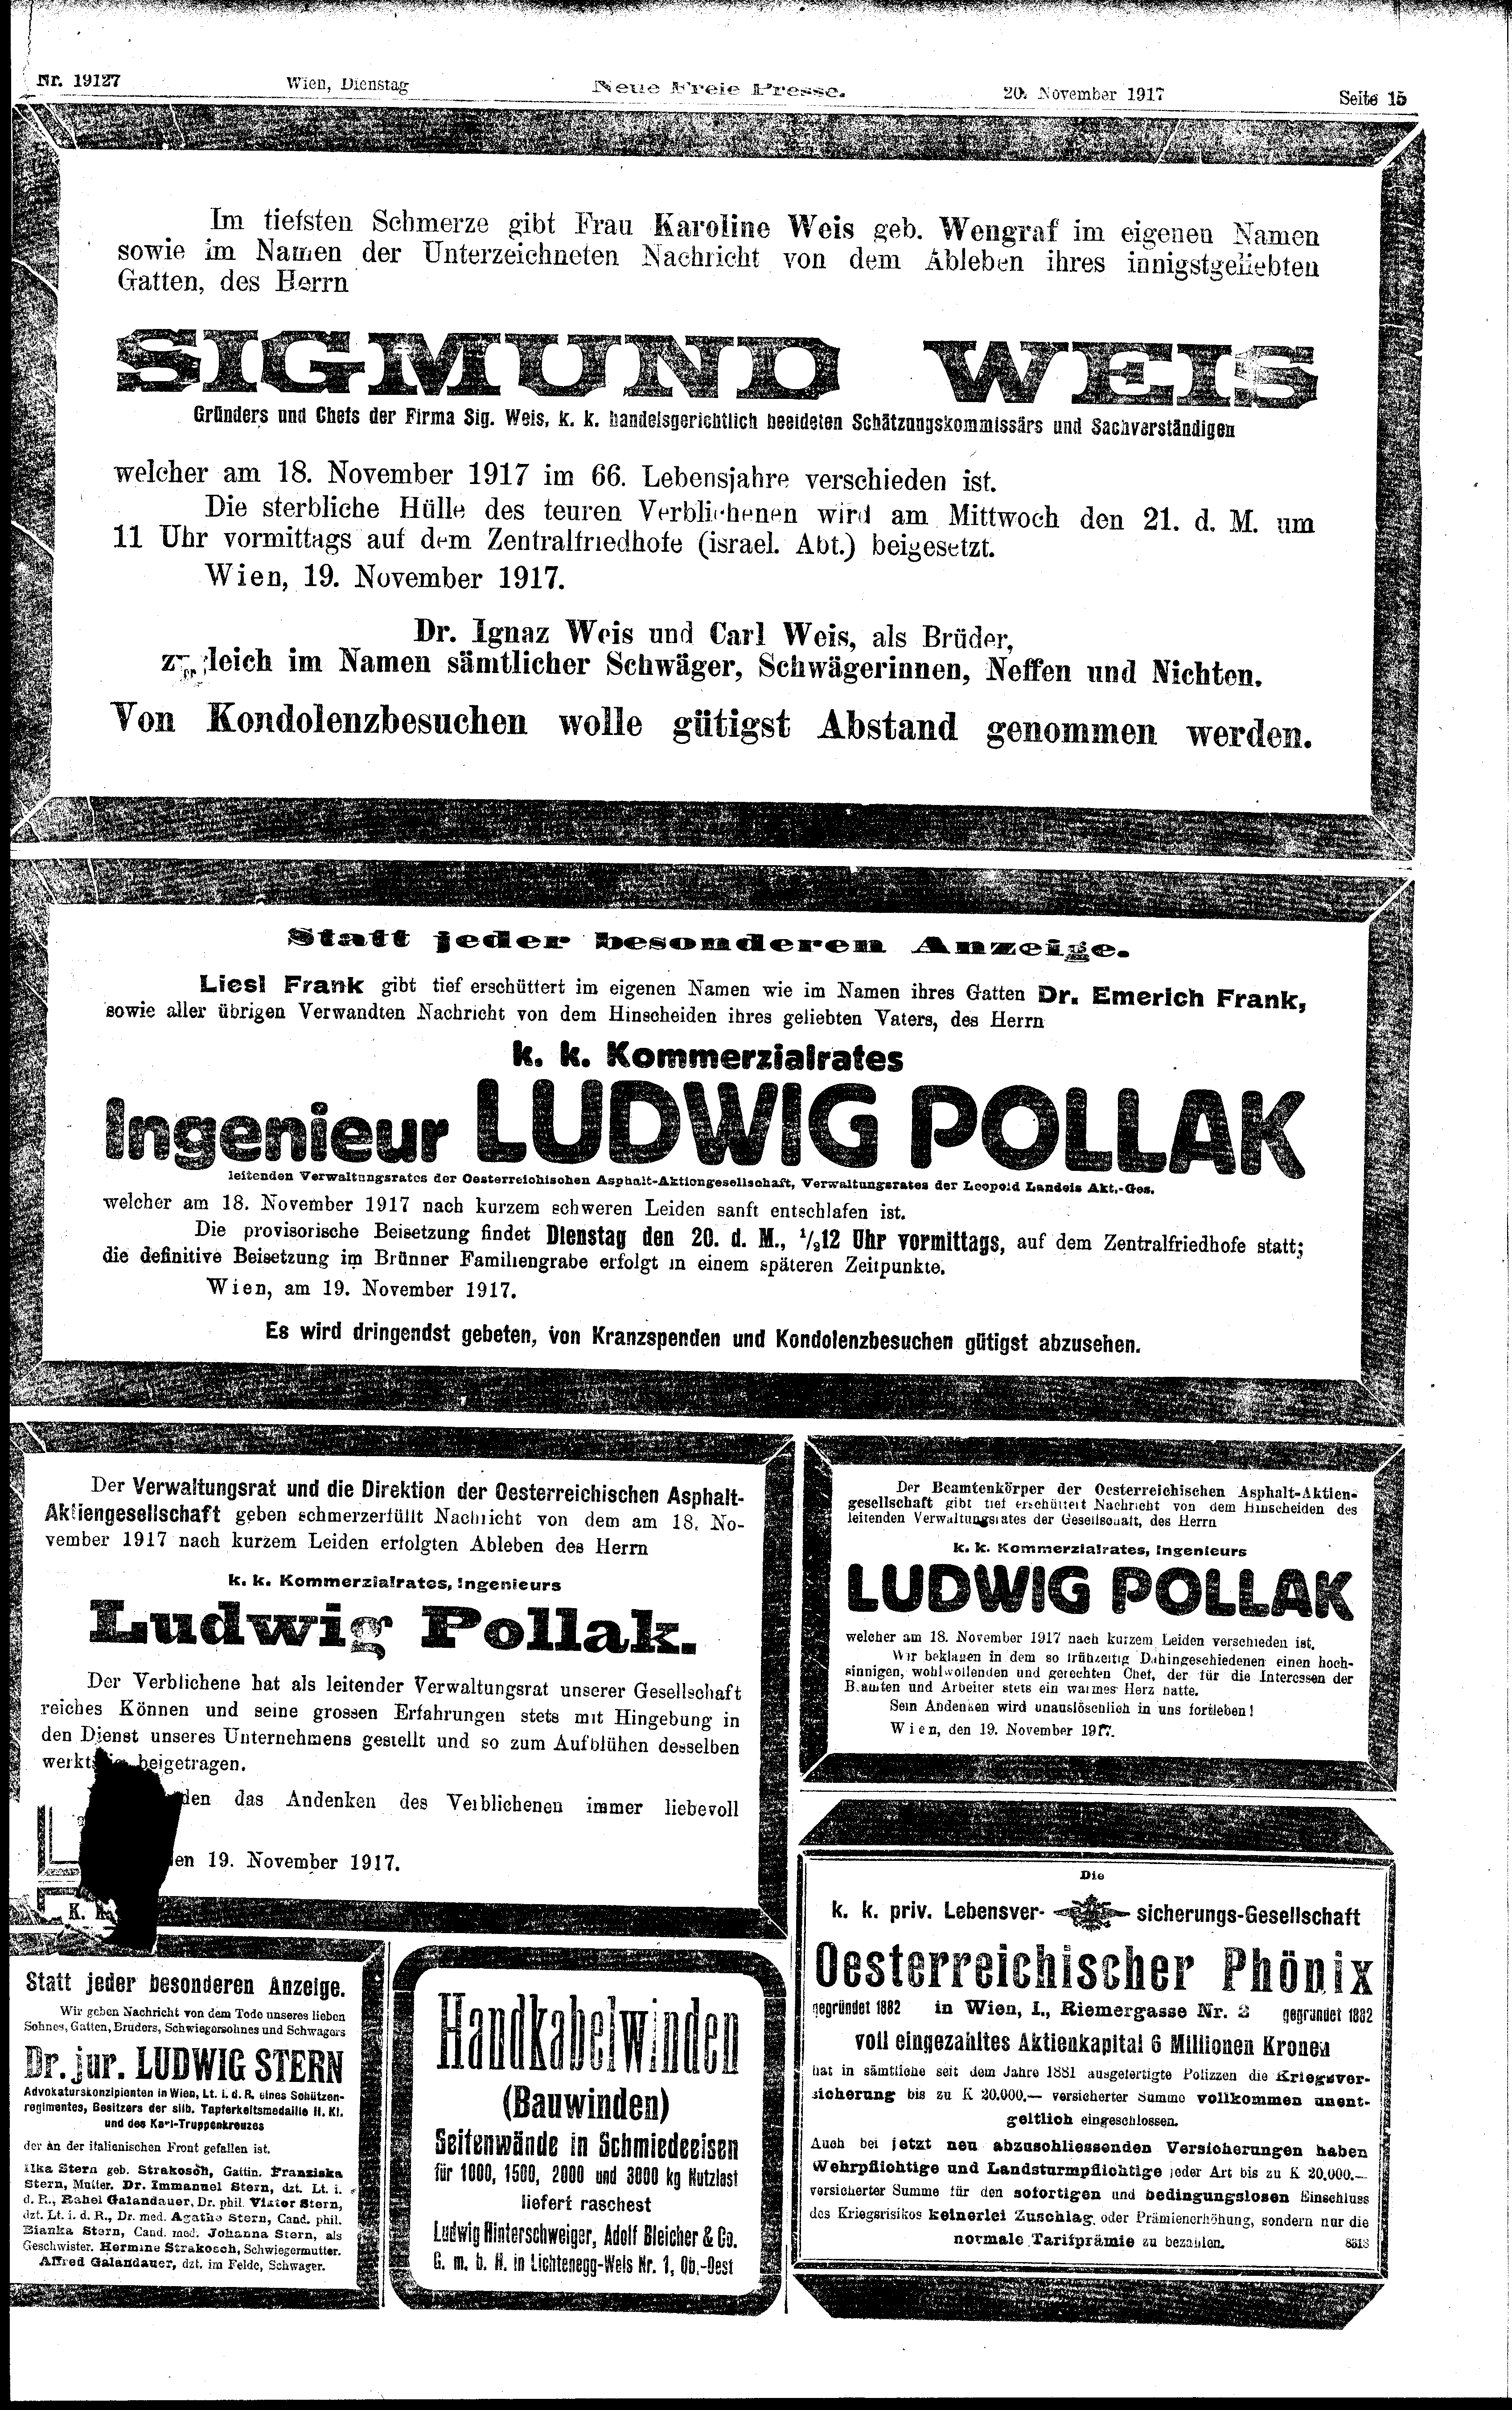 Nr. 19127 Wien, Dienstag Neue Freie Presse. 20. November 1917 Seite 15
Im tiefsten Schmerze gibt Frau Karoline Weis geb. Wengraf im eigenen Namen
sowie im Namen der Unterzeichneten Nachricht von dem Ableben ihres innigstgeliebten
Gatten, des Herrn
SIGMUND WEIS
Gründers und Chefs der Firma Sig. Weis, k. k. handelsgerichtlich beeideten Schätzungskommissärs und Sachverständigen
welcher am 18. November 1917 im 66. Lebensjahre verschieden ist.
Die sterbliche Hülle des teuren Verblichenen wird am Mittwoch den 21. d. M. um
11 Uhr vormittags auf dem Zentralfriedhofe (israel. Abt.) beigesetzt.
Wien, 19. November 1917.
Dr. Ignaz Weis und Carl Weis, als Brüder,
zugleich im Namen sämtlicher Schwäger, Schwägerinnen, Neffen und Nichten.
Von Kondolenzbesuchen wolle gütigst Abstand genommen werden.
Statt jeder besonderen Anzeige.
Liesl Frank gibt tief erschüttert im eigenen Namen wie im Namen ihres Gatten Dr. Emerich Frank,
sowie aller übrigen Verwandten Nachricht von dem Hinscheiden ihres geliebten Vaters, des Herrn
k. k. Kommerzialrates
Ingenieur LUDWIG POLLAK
leitenden Verwaltungsrates der Oesterreichischen Asphalt-Aktiengesellschaft, Verwaltungsrates der Leopold Landeis Akt.-Ges.
welcher am 18. November 1917 nach kurzem schweren Leiden sanft entschlafen ist.
Die provisorische Beisetzung findet Dienstag den 20. d. M., ½12 Uhr vormittags, auf dem Zentralfriedhofe statt;
die definitive Beisetzung im Brünner Familiengrabe erfolgt in einem späteren Zeitpunkte.
Wien, am 19. November 1917.
Es wird dringendst gebeten, von Kranzspenden und Kondolenzbesuchen gütigst abzusehen.
Der Verwaltungsrat und die Direktion der Oesterreichischen Asphalt-
Aktiengesellschaft geben schmerzerfüllt Nachricht von dem am 18. No-
vember 1917 nach kurzem Leiden erfolgten Ableben des Herrn
k. k. Kommerzialrates, Ingenieurs
Ludwig Pollak.
Der Verblichene hat als leitender Verwaltungsrat unserer Gesellschaft
reiches Können und seine grossen Erfahrungen stets mit Hingebung in
den Dienst unseres Unternehmens gestellt und so zum Aufblühen desselben
beigetragen.
das Andenken des Verblichenen immer liebevoll
19. November 1917.
K. k.
Der Beamtenkörper der Oesterreichischen Asphalt-Aktien-
gesellschaft gibt tief erschüttert Nachricht von dem Hinscheiden des
leitenden Verwaltungsrates der Gesellschaft, des Herrn
k. k. Kommerzialrates, Ingenieurs
LUDWIG POLLAK
welcher am 18. November 1917 nach kurzem Leiden verschieden ist.
Wir beklagen in dem so frühzeitig Dahingeschiedenen einen hoch-
sinnigen, wohlwollenden und gerechten Chef, der für die Interessen der
Beamten und Arbeiter stets ein warmes Herz hatte.
Sein Andenken wird unauslöschlich in uns fortleben!
Wien, den 19. November 1917.
Statt jeder besonderen Anzeige.
Wir geben Nachricht von dem Tode unseres lieben
Sohnes, Gatten, Bruders, Schwiegersohnes und Schwagers
Dr. jur. LUDWIG STERN
Advokaturskonzipienten in Wien, Lt. i. d. R. eines Schützen-
regimentes, Besitzers der silb. Tapferkeitsmedaille II. Kl.
und des Karl-Truppenkreuzes
der an der italienischen Front gefallen ist.
Ilka Stern geb. Strakosch, Gattin. Franziska
Stern, Mutter. Dr. Immanuel Stern, dzt. Lt. i.
d. R., Rahel Galandauer, Dr. phil. Viktor Stern,
dzt. Lt. i. d. R., Dr. med. Agathe Stern, Cand. phil.
Bianka Stern, Cand. med. Johanna Stern, als
Geschwister. Hermine Strakosch, Schwiegermutter.
Alfred Galandauer, dzt. im Felde, Schwager.
Handkabelwinden
(Bauwinden)
Seitenwände in Schmiedeeisen
für 1000, 1500, 2000 und 3000 kg Nutzlast
liefert raschest
Ludwig Hinterschweiger, Adolf Bleicher & Co.
G. m. b. H. in Lichtenegg-Wels Nr. 1, Ob.-Oest
Die
k. k. priv. Lebensver- sicherungs-Gesellschaft
Oesterreichischer Phönix
gegründet 1882 in Wien, I., Riemergasse Nr. 2 gegründet 1882
voll eingezahltes Aktienkapital 6 Millionen Kronen
hat in sämtliche seit dem Jahre 1881 ausgefertigte Polizzen die Kriegsver-
sicherung bis zu K 20.000.— versicherter Summe vollkommen unent-
geltlich eingeschlossen.
Auch bei jetzt neu abzuschliessenden Versicherungen haben
Wehrpflichtige und Landsturmpflichtige jeder Art bis zu K 20.000.—
versicherter Summe für den sofortigen und bedingungslosen Einschluss
des Kriegsrisikos keinerlei Zuschlag oder Prämienerhöhung, sondern nur die
normale Tarifprämie zu bezahlen.